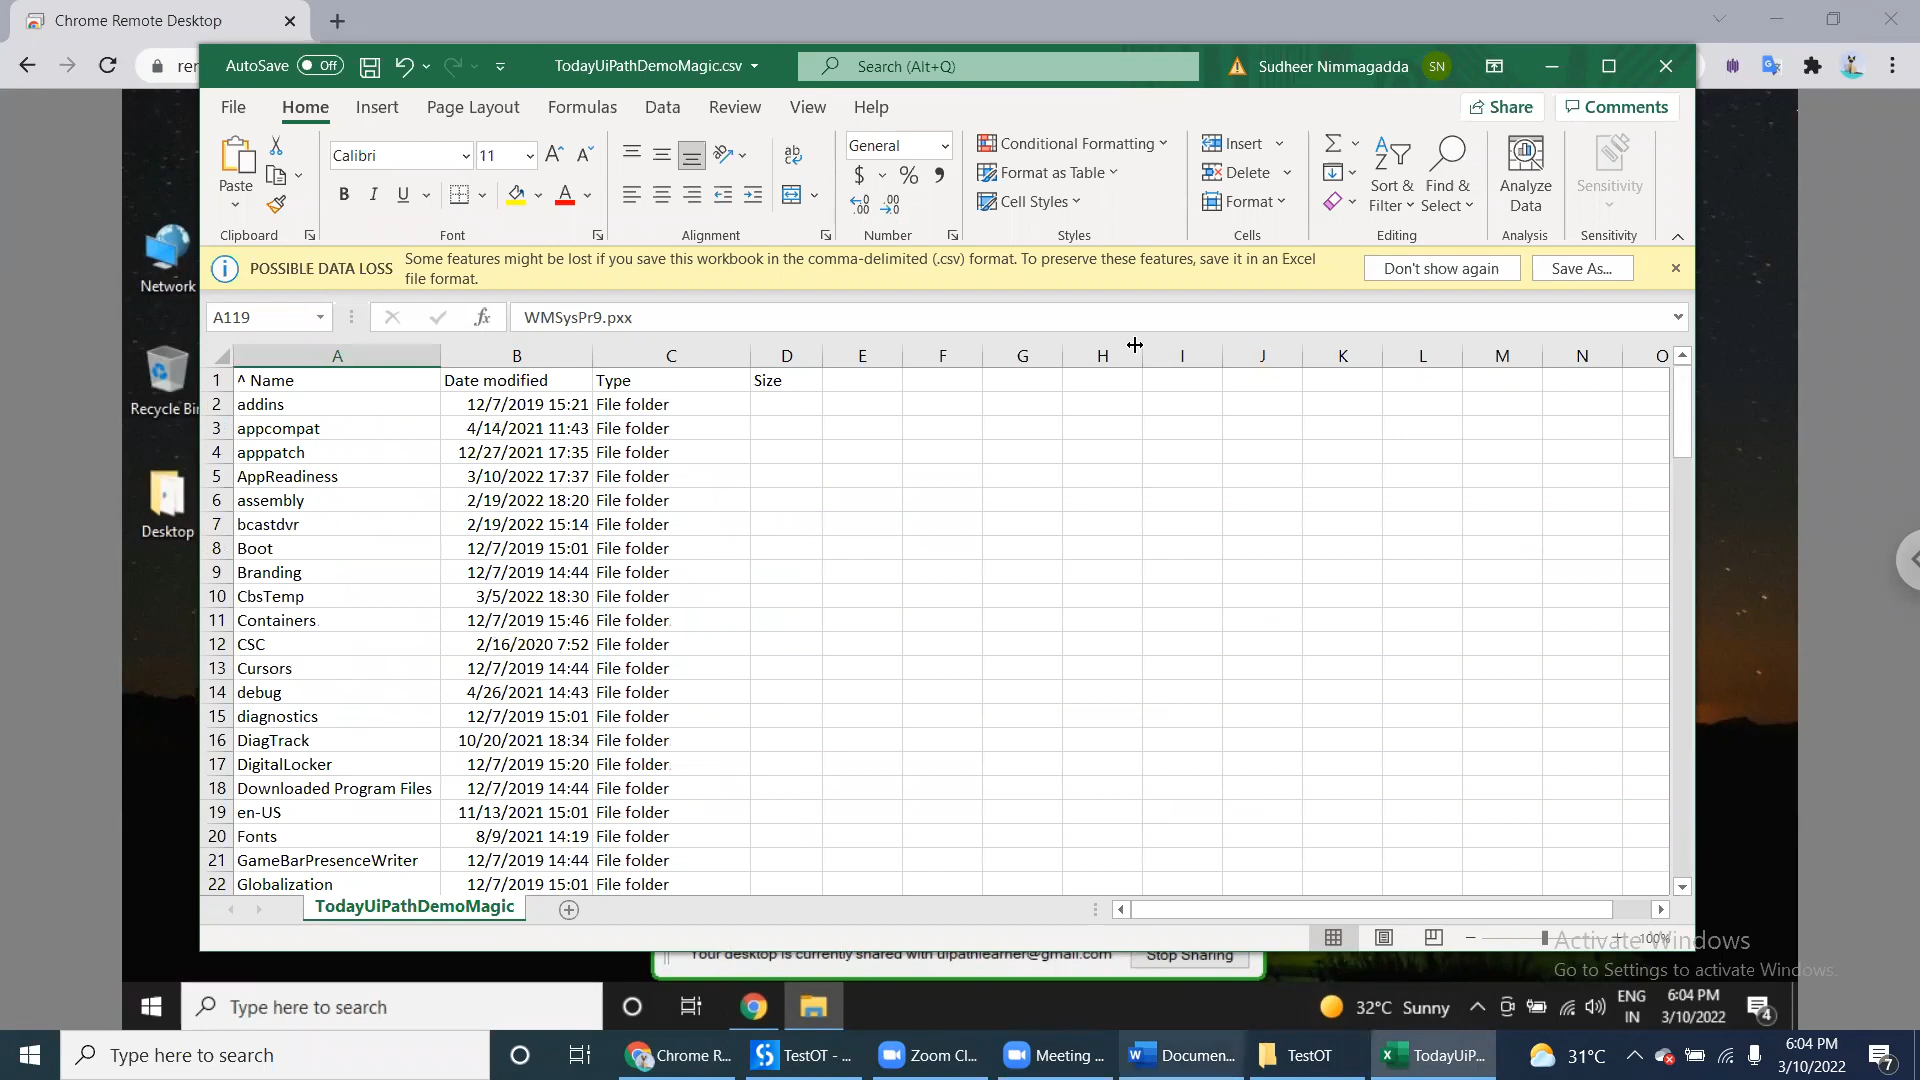 Chrome Remote Desktop
rer
AutoSave Off
TodayUiPathDemoMagic.csv
Search (Alt+Q)
Sudheer Nimmagadda SN
File Home Insert Draw Page Layout Formulas Data Review View Help
Share Comments
Paste
Calibri 11
General
Conditional Formatting
Format as Table
Cell Styles
Insert
Delete
Format
Sort & Filter
Find & Select
Analyze Data
Sensitivity
Clipboard Font Alignment Number Styles Cells Editing Analysis Sensitivity
POSSIBLE DATA LOSS Some features might be lost if you save this workbook in the comma-delimited (.csv) format. To preserve these features, save it in an Excel
file format.
Don't show again Save As...
A119 fx WMSysPr9.pxx
A B C D E F G H I J K L M N O
1 ^ Name Date modified Type Size
2 addins 12/7/2019 15:21 File folder
3 appcompat 4/14/2021 11:43 File folder
4 apppatch 12/27/2021 17:35 File folder
5 AppReadiness 3/10/2022 17:37 File folder
6 assembly 2/19/2022 18:20 File folder
7 bcastdvr 2/19/2022 15:14 File folder
8 Boot 12/7/2019 15:01 File folder
9 Branding 12/7/2019 14:44 File folder
10 CbsTemp 3/5/2022 18:30 File folder
11 Containers 12/7/2019 15:46 File folder
12 CSC 2/16/2020 7:52 File folder
13 Cursors 12/7/2019 14:44 File folder
14 debug 4/26/2021 14:43 File folder
15 diagnostics 12/7/2019 15:01 File folder
16 DiagTrack 10/20/2021 18:34 File folder
17 DigitalLocker 12/7/2019 15:20 File folder
18 Downloaded Program Files 12/7/2019 14:44 File folder
19 en-US 11/13/2021 15:01 File folder
20 Fonts 8/9/2021 14:19 File folder
21 GameBarPresenceWriter 12/7/2019 14:44 File folder
22 Globalization 12/7/2019 15:01 File folder
Network
Recycle Bin
Desktop
TodayUiPathDemoMagic
100%
Activate Windows
Go to Settings to activate Windows.
Your desktop is currently shared with uipathlearner@gmail.com Stop Sharing
Type here to search
32°C Sunny
ENG
IN
6:04 PM
3/10/2022
4
Type here to search
Chrome R...
TestOT - ...
Zoom Cl...
Meeting ...
Documen...
TestOT
TodayUiP...
31°C
6:04 PM
3/10/2022
7